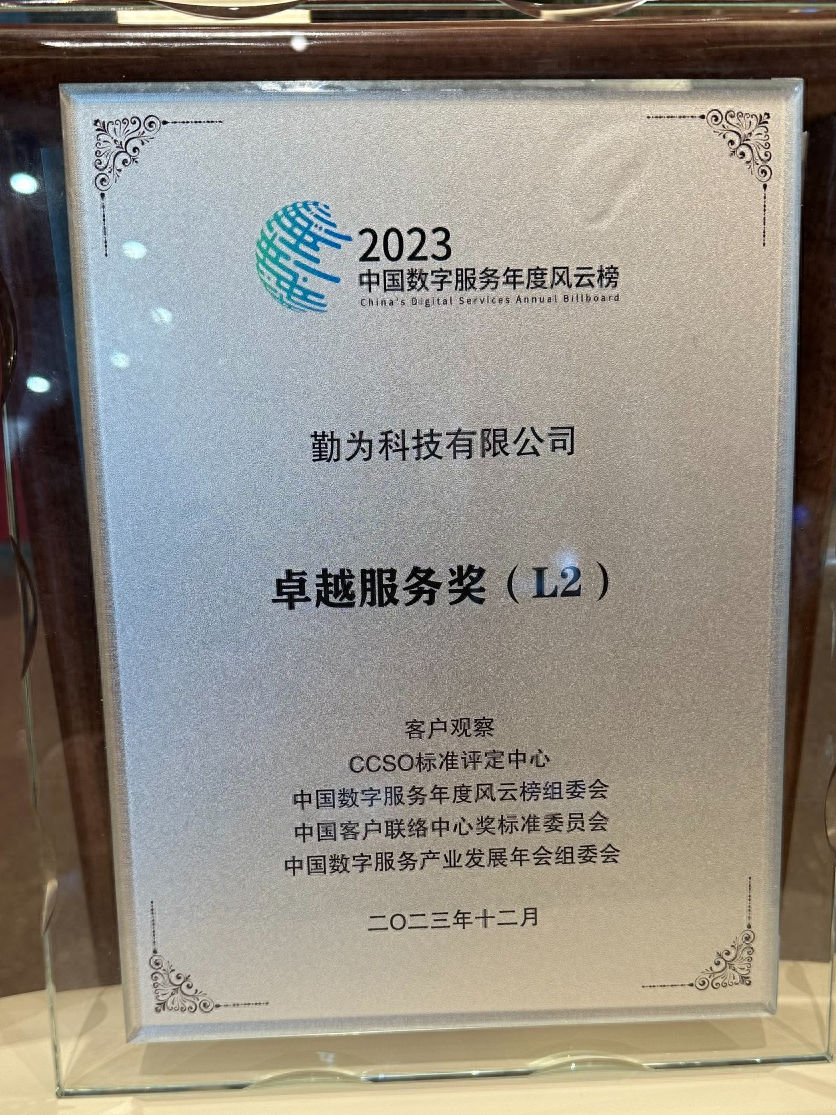 2023
中国数字服务年度风云榜
China's Digital Services Annual Billboard
勤为科技有限公司
卓越服务奖（L2）
客户观察
CCSO标准评定中心
中国数字服务年度风云榜组委会
中国客户联络中心奖标准委员会
中国数字服务产业发展年会组委会
二〇二三年十二月